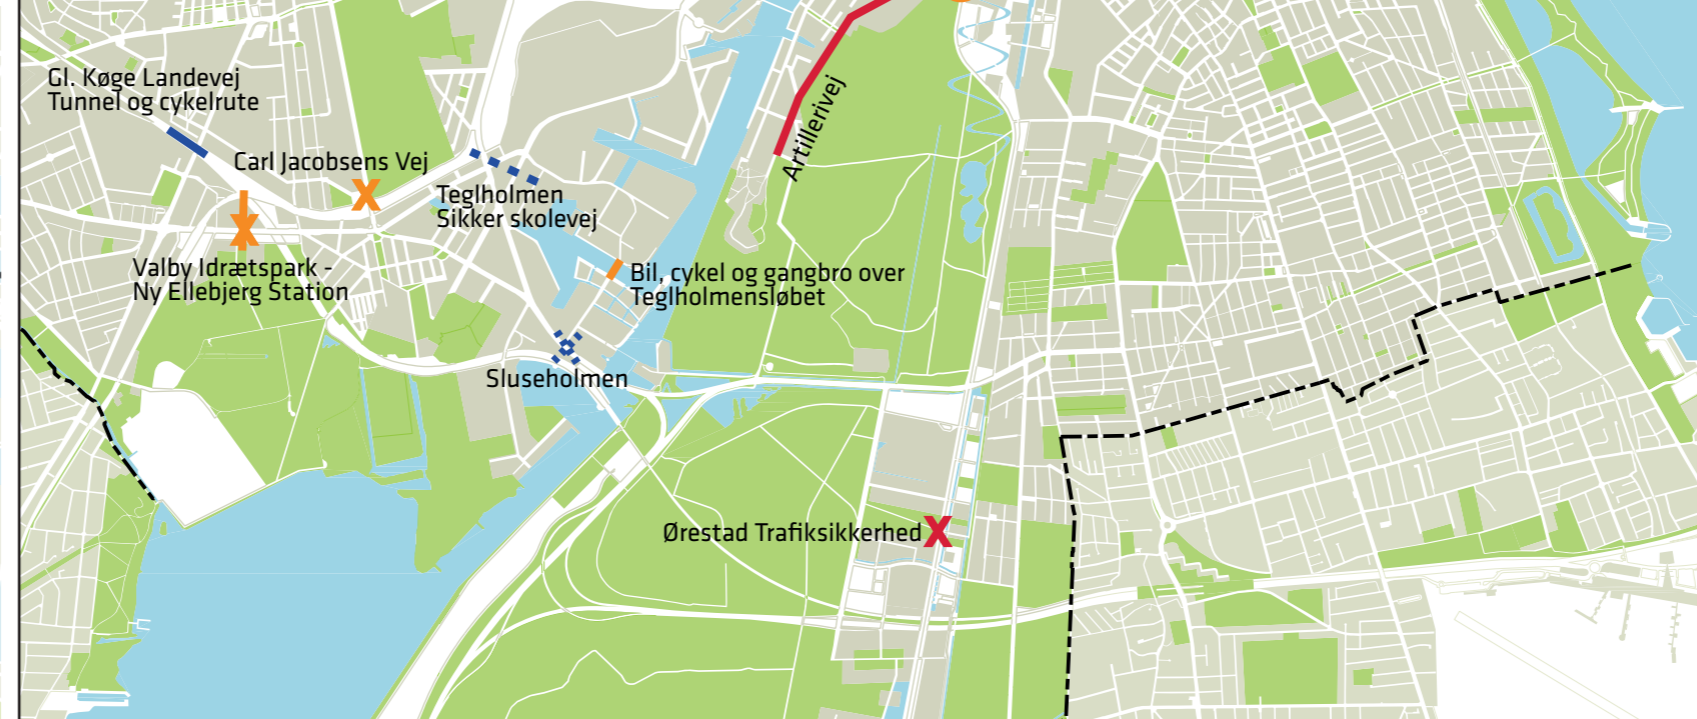 Gl. Køge Landevej
Tunnel og cykelrute
Carl Jacobsens Vej
Artillerivej
Teglholmen
Sikker skolevej
Valby Idrætspark -
Ny Ellebjerg Station
Bil, cykel og gangbro over
Teglholmensløbet
Sluseholmen
Ørestad Trafiksikkerhed